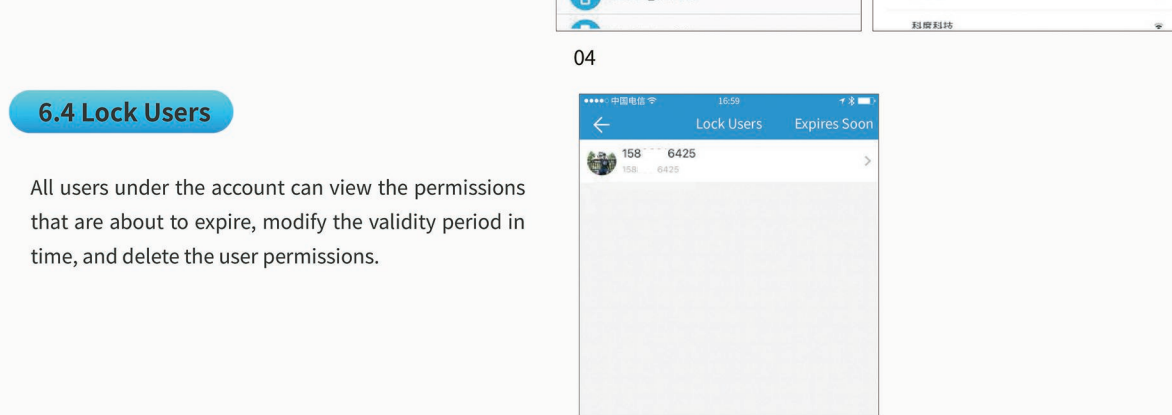 科度科技
04
6.4 Lock Users
All users under the account can view the permissions
that are about to expire, modify the validity period in
time, and delete the user permissions.
中国电信 16:59
Lock Users Expires Soon
158 6425
158 6425